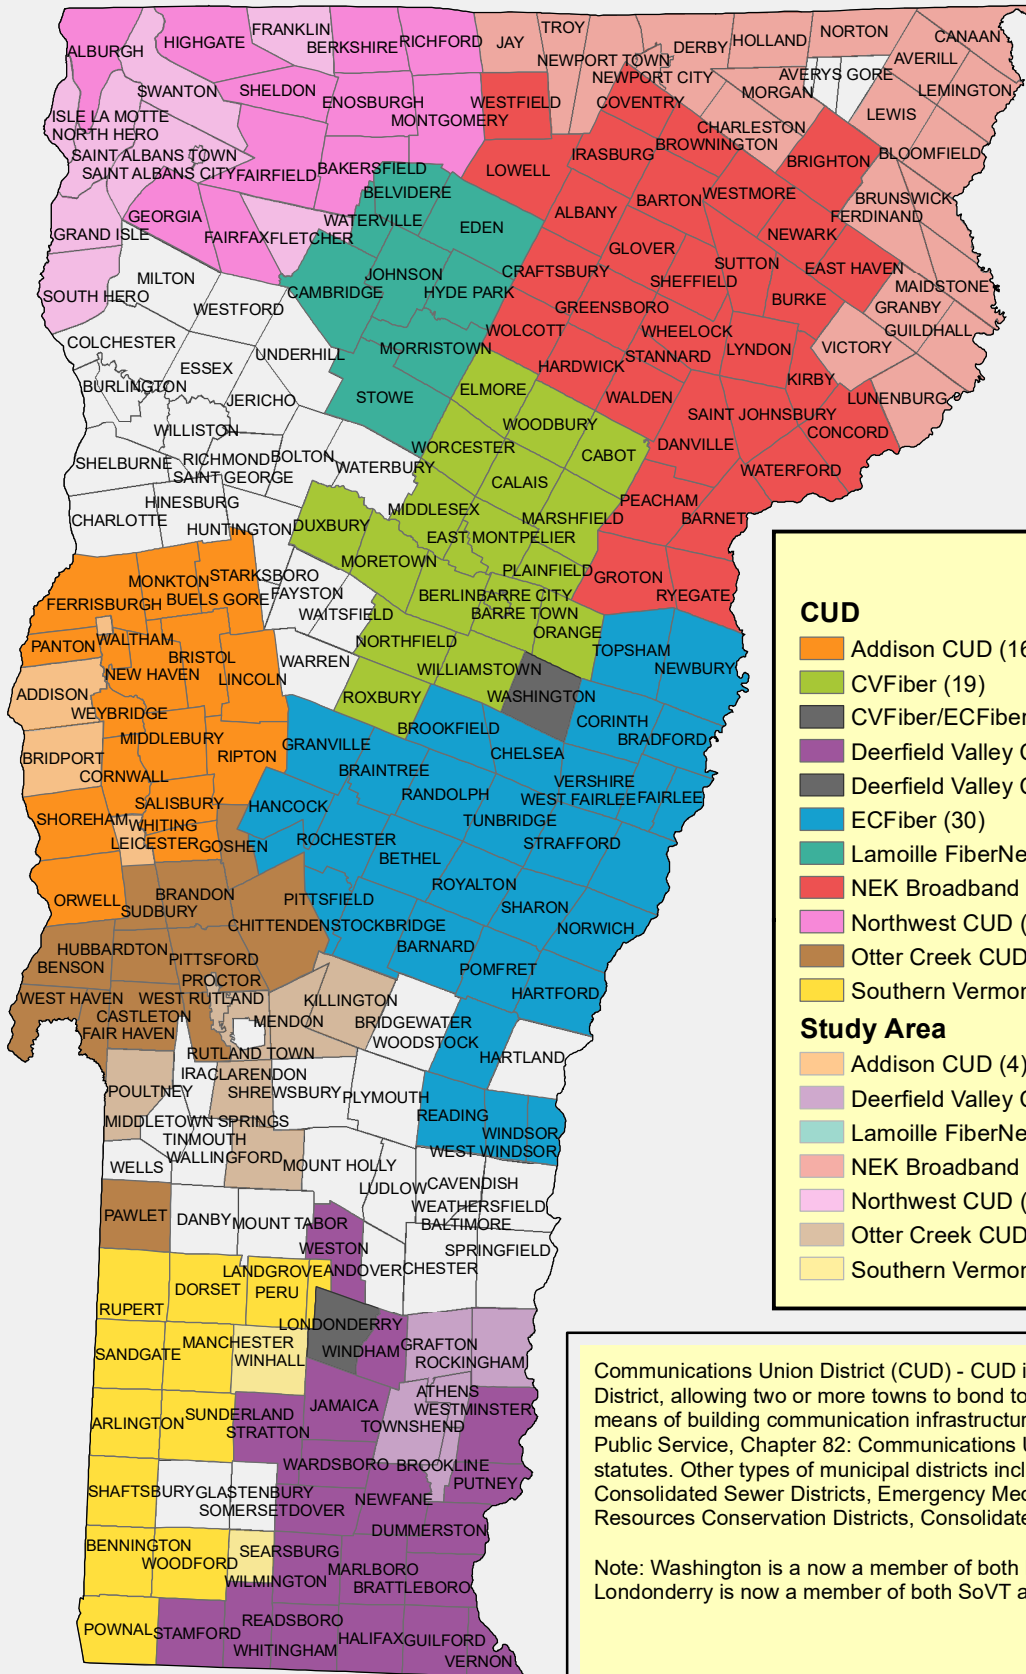 ALBURGH
HIGHGATE
FRANKLIN
BERKSHIRE
RICHFORD
JAY
TROY
NEWPORT TOWN
DERBY
HOLLAND
NORTON
CANAAN
AVERILL
AVERYS GORE
NEWPORT CITY
MORGAN
LEMINGTON
SWANTON
SHELDON
ENOSBURGH
MONTGOMERY
WESTFIELD
COVENTRY
LEWIS
ISLE LA MOTTE
NORTH HERO
CHARLESTON
BROWNINGTON
SAINT ALBANS TOWN
SAINT ALBANS CITY
FAIRFIELD
BAKERSFIELD
LOWELL
IRASBURG
BRIGHTON
BLOOMFIELD
BELVIDERE
BARTON
WESTMORE
BRUNSWICK
FERDINAND
GEORGIA
WATERVILLE
EDEN
ALBANY
GRAND ISLE
FAIRFAX
FLETCHER
GLOVER
NEWARK
SUTTON
EAST HAVEN
MILTON
JOHNSON
CRAFTSBURY
SHEFFIELD
MAIDSTONE
SOUTH HERO
CAMBRIDGE
HYDE PARK
GREENSBORO
BURKE
GRANBY
WESTFORD
WOLCOTT
WHEELOCK
GUILDHALL
COLCHESTER
UNDERHILL
MORRISTOWN
STANNARD
LYNDON
VICTORY
ESSEX
HARDWICK
KIRBY
BURLINGTON
JERICHO
STOWE
ELMORE
WALDEN
LUNENBURG
WILLISTON
WOODBURY
SAINT JOHNSBURY
CONCORD
WORCESTER
CABOT
DANVILLE
SHELBURNE
RICHMOND
BOLTON
WATERBURY
WATERFORD
SAINT GEORGE
CALAIS
HINESBURG
MIDDLESEX
PEACHAM
CHARLOTTE
HUNTINGTON
DUXBURY
MARSHFIELD
BARNET
EAST MONTPELIER
MORETOWN
PLAINFIELD
GROTON
MONKTON
STARKSBORO
FAYSTON
BERLIN
BARRE CITY
RYEGATE
FERRISBURGH
BUELS GORE
WAITSFIELD
BARRE TOWN
ORANGE
PANTON
WALTHAM
NORTHFIELD
TOPSHAM
BRISTOL
WARREN
WILLIAMSTOWN
NEWBURY
NEW HAVEN
LINCOLN
ADDISON
ROXBURY
WASHINGTON
WEYBRIDGE
BROOKFIELD
CORINTH
MIDDLEBURY
GRANVILLE
CHELSEA
BRADFORD
BRIDPORT
RIPTON
CORNWALL
BRAINTREE
VERSHIRE
SALISBURY
HANCOCK
RANDOLPH
WEST FAIRLEE
FAIRLEE
SHOREHAM
WHITING
TUNBRIDGE
LEICESTER
GOSHEN
ROCHESTER
STRAFFORD
BETHEL
ORWELL
BRANDON
PITTSFIELD
ROYALTON
SUDBURY
SHARON
CHITTENDEN
STOCKBRIDGE
NORWICH
HUBBARDTON
BARNARD
BENSON
PITTSFORD
POMFRET
PROCTOR
HARTFORD
WEST HAVEN
WEST RUTLAND
KILLINGTON
CASTLETON
MENDON
BRIDGEWATER
FAIR HAVEN
WOODSTOCK
RUTLAND TOWN
HARTLAND
IRA
CLARENDON
POULTNEY
SHREWSBURY
PLYMOUTH
READING
MIDDLETOWN SPRINGS
WINDSOR
TINMOUTH
WEST WINDSOR
WELLS
WALLINGFORD
MOUNT HOLLY
LUDLOW
CAVENDISH
PAWLET
WEATHERSFIELD
DANBY
MOUNT TABOR
BALTIMORE
WESTON
SPRINGFIELD
LANDGROVE
ANDOVER
CHESTER
DORSET
PERU
RUPERT
LONDONDERRY
MANCHESTER
GRAFTON
SANDGATE
WINHALL
WINDHAM
ROCKINGHAM
ATHENS
JAMAICA
WESTMINSTER
ARLINGTON
SUNDERLAND
TOWNSHEND
STRATTON
WARDSBORO
BROOKLINE
PUTNEY
SHAFTSBURY
GLASTENBURY
NEWFANE
SOMERSET
DOVER
DUMMERSTON
BENNINGTON
SEARSBURG
WOODFORD
MARLBORO
WILMINGTON
BRATTLEBORO
POWNAL
STAMFORD
READSBORO
HALIFAX
GUILFORD
WHITINGHAM
VERNON
CUD
Addison CUD (16
CVFiber (19)
CVFiber/ECFiber
Deerfield Valley C
Deerfield Valley C
ECFiber (30)
Lamoille FiberNe
NEK Broadband
Northwest CUD (
Otter Creek CUD
Southern Vermon
Study Area
Addison CUD (4)
Deerfield Valley C
Lamoille FiberNe
NEK Broadband
Northwest CUD (
Otter Creek CUD
Southern Vermon
Communications Union District (CUD) - CUD i
District, allowing two or more towns to bond to
means of building communication infrastructur
Public Service, Chapter 82: Communications U
statutes. Other types of municipal districts incl
Consolidated Sewer Districts, Emergency Med
Resources Conservation Districts, Consolidate
Note: Washington is a now a member of both
Londonderry is now a member of both SoVT a